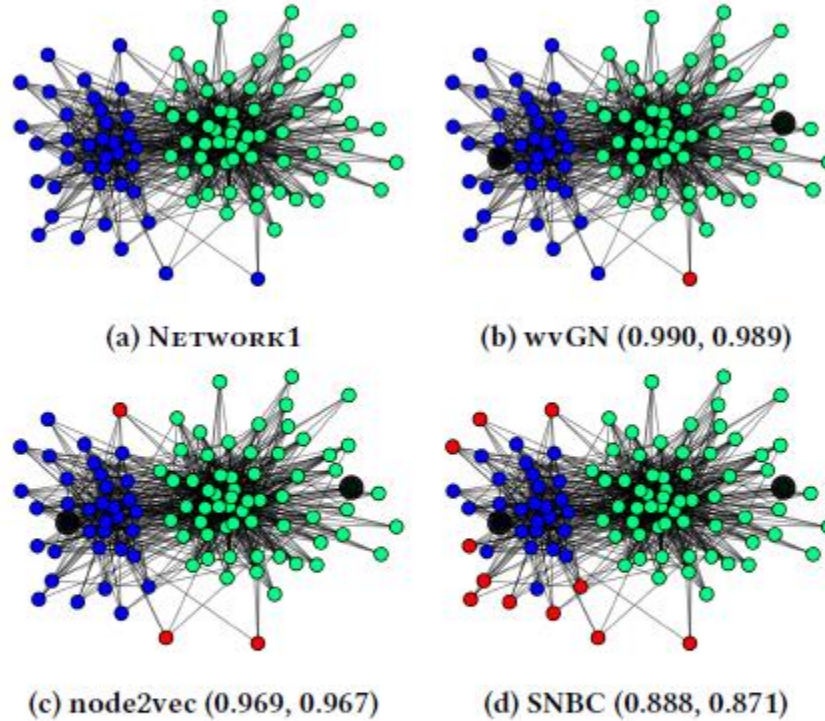 (a) NETWORK1
(b) wvGN (0.990, 0.989)
(c) node2vec (0.969, 0.967)
(d) SNBC (0.888, 0.871)